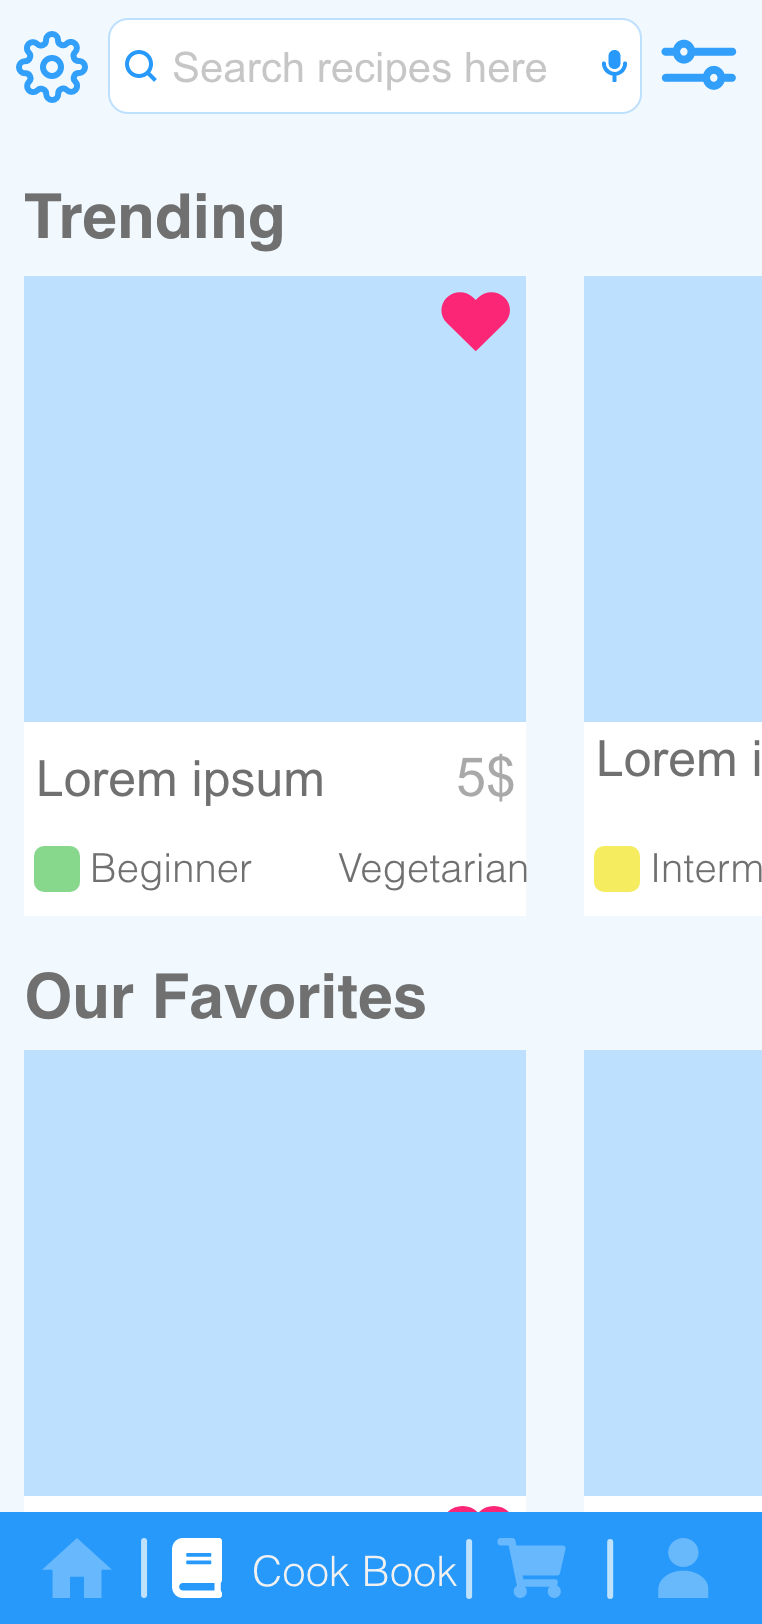 Search recipes here
Trending
Lorem ipsum 5$
Lorem i
Beginner Vegetarian
Interm
Our Favorites
Cook Book